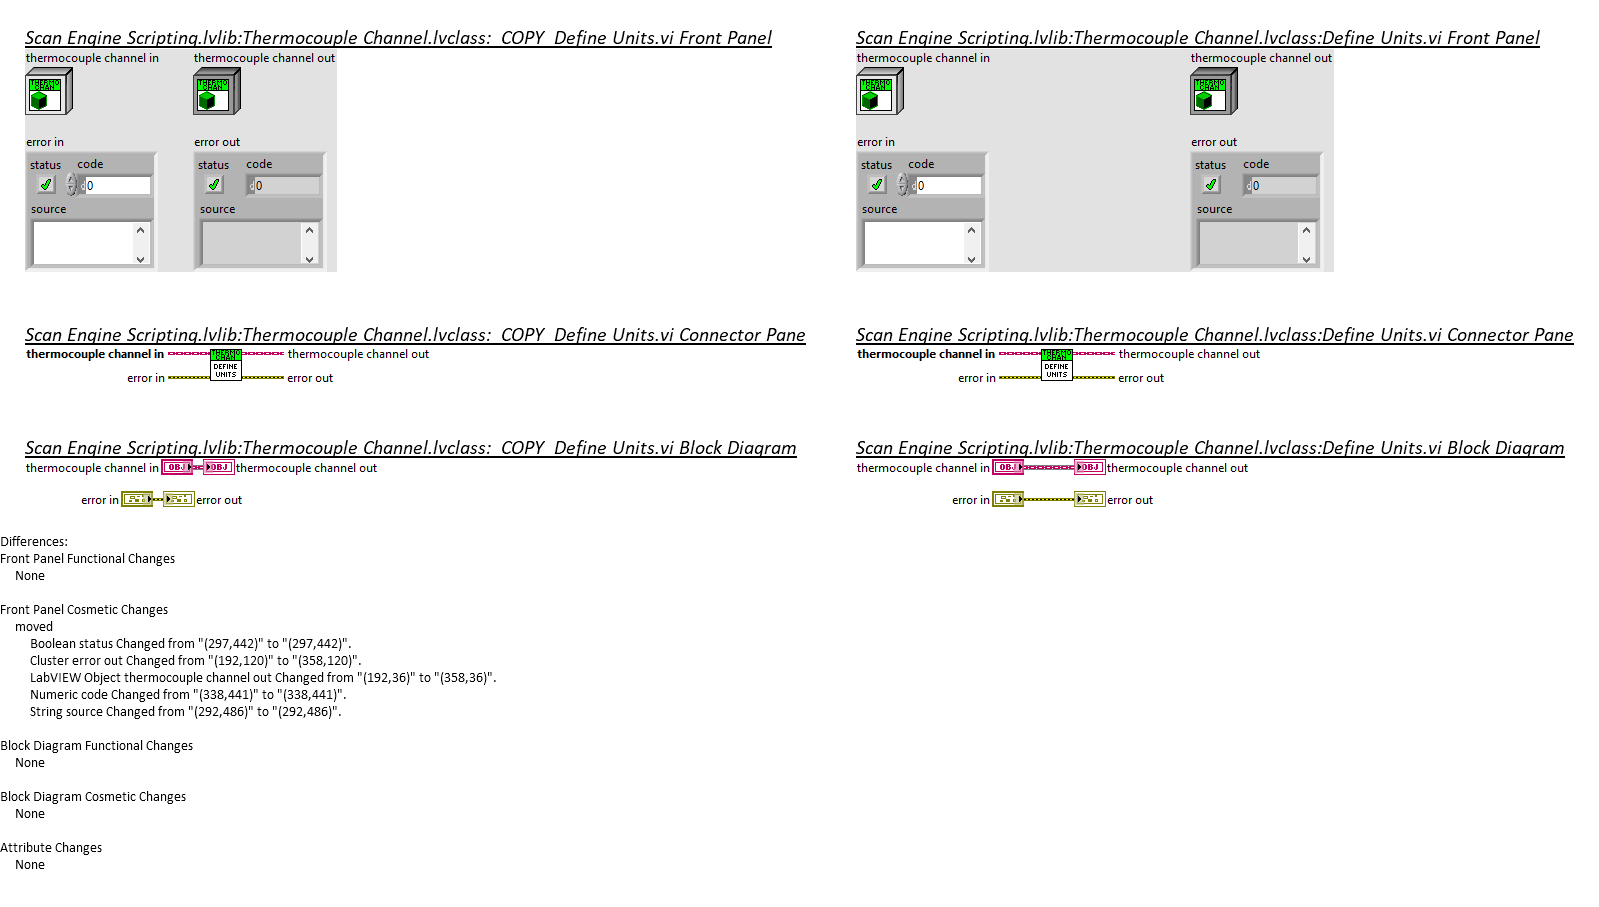 Scan Engine Scripting.lvlib:Thermocouple Channel.lvclass:  COPY  Define Units.vi Front Panel
thermocouple channel in
thermocouple channel out
THERMO
CHAN
THERMO
CHAN
error in
error out
status
code
status
code
d
0
d
0
source
source
Scan Engine Scripting.lvlib:Thermocouple Channel.lvclass:Define Units.vi Front Panel
thermocouple channel in
thermocouple channel out
THERMO
CHAN
THERMO
CHAN
error in
error out
status
code
status
code
d
0
d
0
source
source
Scan Engine Scripting.lvlib:Thermocouple Channel.lvclass:  COPY  Define Units.vi Connector Pane
thermocouple channel in
THERMO
CHAN
thermocouple channel out
DEFINE
UNITS
error in
error out
Scan Engine Scripting.lvlib:Thermocouple Channel.lvclass:Define Units.vi Connector Pane
thermocouple channel in
THERMO
CHAN
thermocouple channel out
DEFINE
UNITS
error in
error out
Scan Engine Scripting.lvlib:Thermocouple Channel.lvclass:  COPY  Define Units.vi Block Diagram
thermocouple channel in OBJ OBJ thermocouple channel out
error in
error out
Scan Engine Scripting.lvlib:Thermocouple Channel.lvclass:Define Units.vi Block Diagram
thermocouple channel in OBJ OBJ thermocouple channel out
error in
error out
Differences:
Front Panel Functional Changes
None
Front Panel Cosmetic Changes
moved
Boolean status Changed from "(297,442)" to "(297,442)".
Cluster error out Changed from "(192,120)" to "(358,120)".
LabVIEW Object thermocouple channel out Changed from "(192,36)" to "(358,36)".
Numeric code Changed from "(338,441)" to "(338,441)".
String source Changed from "(292,486)" to "(292,486)".
Block Diagram Functional Changes
None
Block Diagram Cosmetic Changes
None
Attribute Changes
None